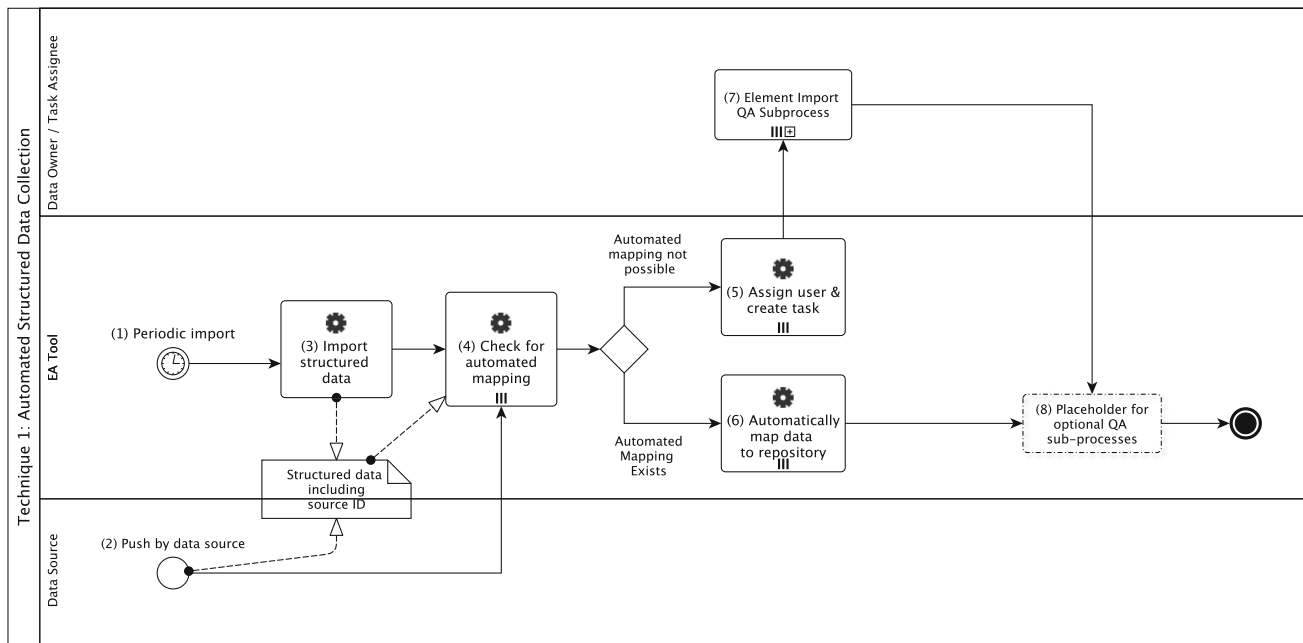 Technique 1: Automated Structured Data Collection
Data Owner / Task Assignee
(7) Element Import
QA Subprocess
EA Tool
(1) Periodic import
(3) Import
structured
data
(4) Check for
automated
mapping
Automated
mapping not
possible
(5) Assign user &
create task
Automated
Mapping
Exists
(6) Automatically
map data
to repository
(8) Placeholder for
optional QA
sub-processes
Structured data
including
source ID
Data Source
(2) Push by data source